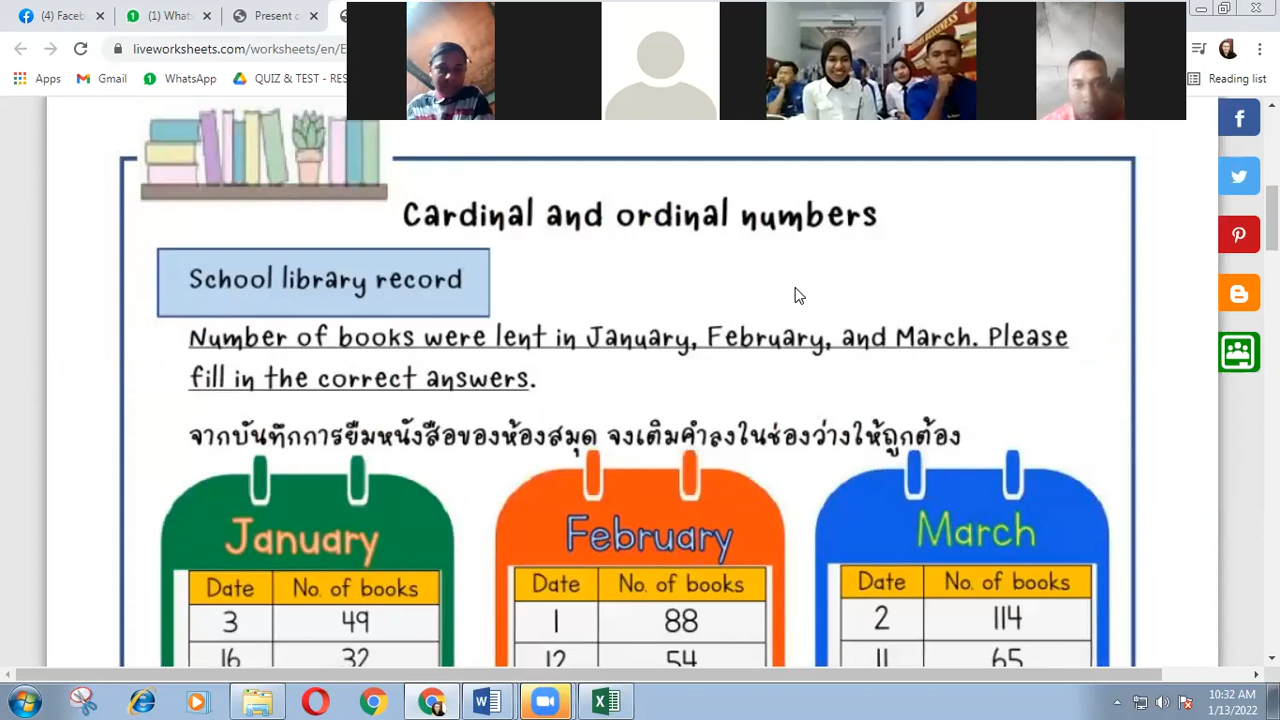 (4) Faceboo
(1) Whats
Present c
liveworksheets.com/worksheets/en/E
Apps
Gmail
WhatsApp
QUIZ & TEST - RES
Reading list
Cardinal and ordinal numbers
School library record
Number of books were lent in January, February, and March. Please
fill in the correct answers.
จากบันทึกการยืมหนังสือของห้องสมุด จงเติมคำลงในช่องว่างให้ถูกต้อง
January
Date No. of books
3 49
16 32
February
Date No. of books
1 88
12 54
March
Date No. of books
2 114
11 65
10:32 AM
1/13/2022